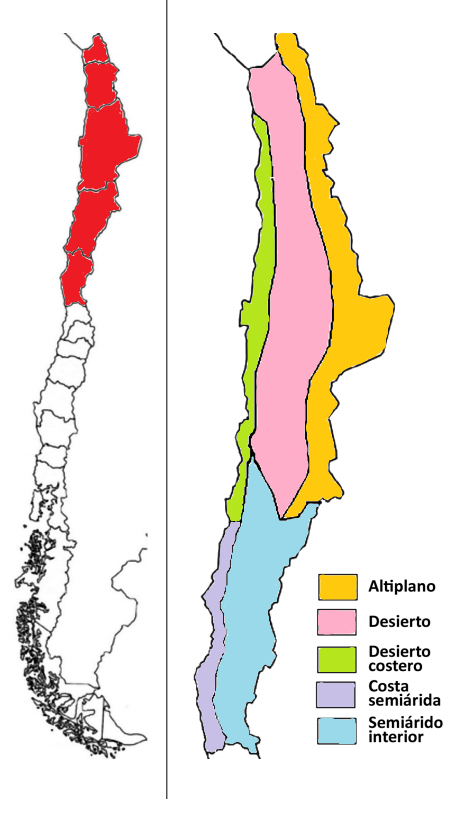 Altiplano
Desierto
Desierto
costero
Costa
semiárida
Semiárido
interior